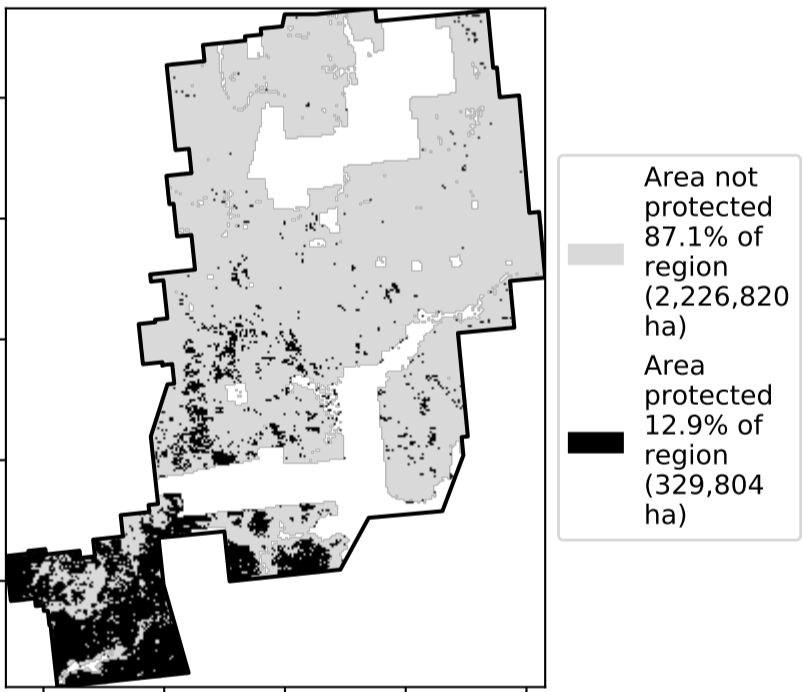 Area not
protected
87.1% of
region
(2,226,820
ha)
Area
protected
12.9% of
region
(329,804
ha)